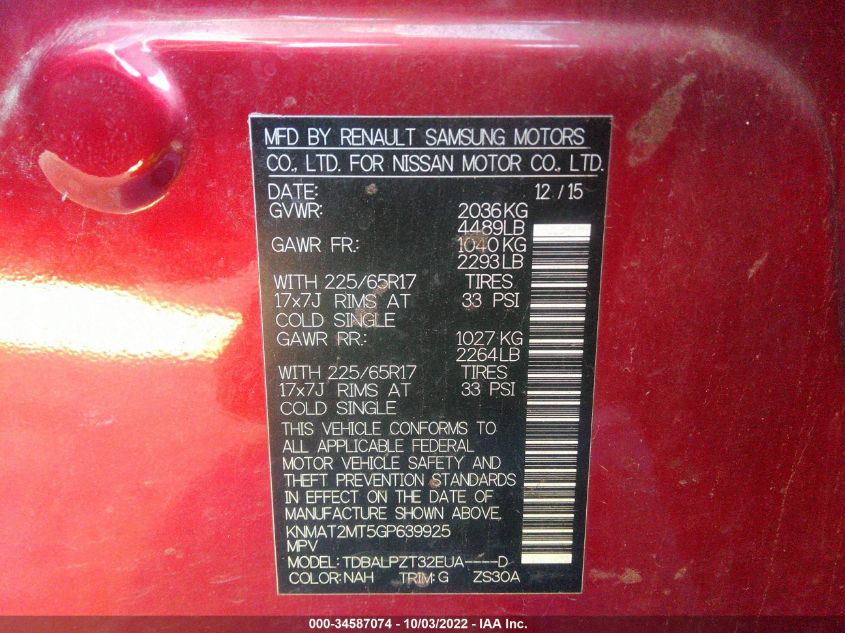 MFD BY RENAULT SAMSUNG MOTORS
CO., LTD. FOR NISSAN MOTOR CO., LTD.
DATE: 12 / 15
GVWR: 2036KG
4489LB
GAWR FR.: 1040KG
2293LB
WITH 225/65R17 TIRES
17x7J RIMS AT 33 PSI
COLD SINGLE
GAWR RR.: 1027KG
2264LB
WITH 225/65R17 TIRES
17x7J RIMS AT 33 PSI
COLD SINGLE
THIS VEHICLE CONFORMS TO
ALL APPLICABLE FEDERAL
MOTOR VEHICLE SAFETY AND
THEFT PREVENTION STANDARDS
IN EFFECT ON THE DATE OF
MANUFACTURE SHOWN ABOVE.
KNMAT2MT5GP639925
MPV
MODEL: TDBALPZT32EUA----D
COLOR: NAH TRIM: G ZS30A
000-34587074 - 10/03/2022 - IAA Inc.